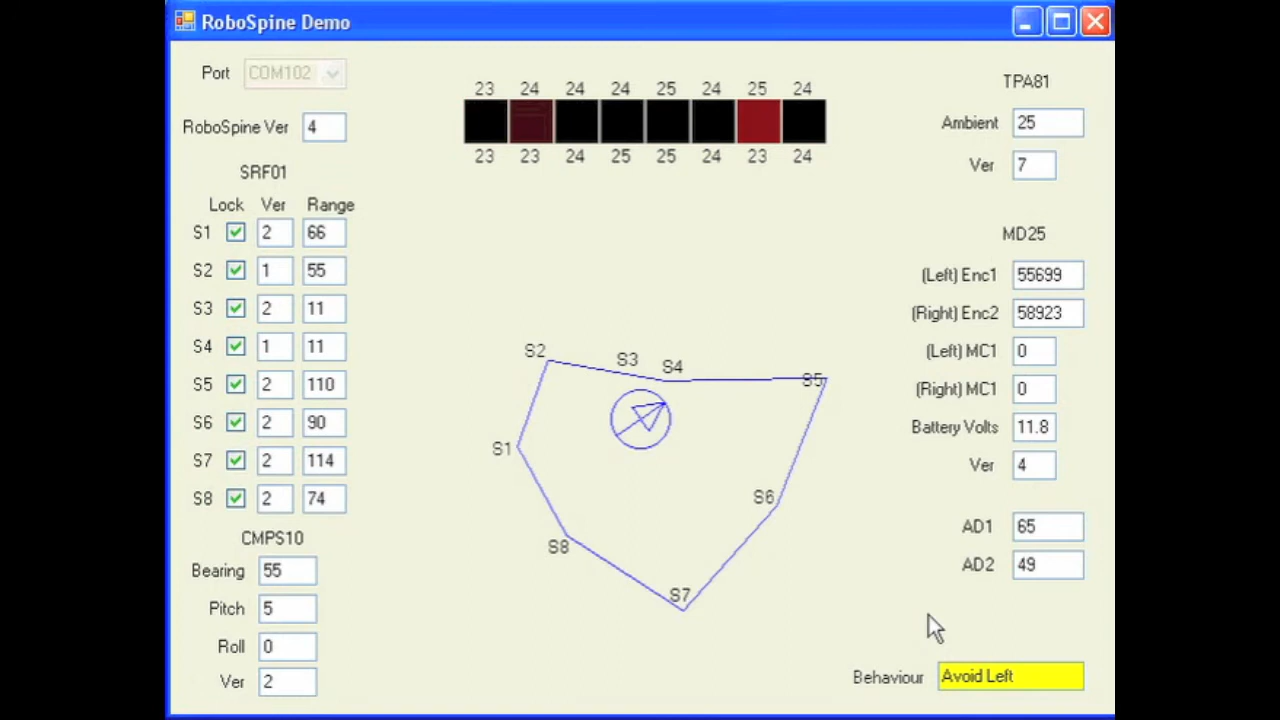 RoboSpine Demo
Port COM102
RoboSpine Ver 4
SRF01
Lock Ver Range
S1 2 66
S2 1 55
S3 2 11
S4 1 11
S5 2 110
S6 2 90
S7 2 114
S8 2 74
CMPS10
Bearing 55
Pitch 5
Roll 0
Ver 2
23 24 24 24 25 24 25 24
23 23 24 25 25 24 23 24
S2 S3 S4 S5
S1
S6
S8
S7
TPA81
Ambient 25
Ver 7
MD25
(Left) Enc1 55699
(Right) Enc2 58923
(Left) MC1 0
(Right) MC1 0
Battery Volts 11.8
Ver 4
AD1 65
AD2 49
Behaviour Avoid Left